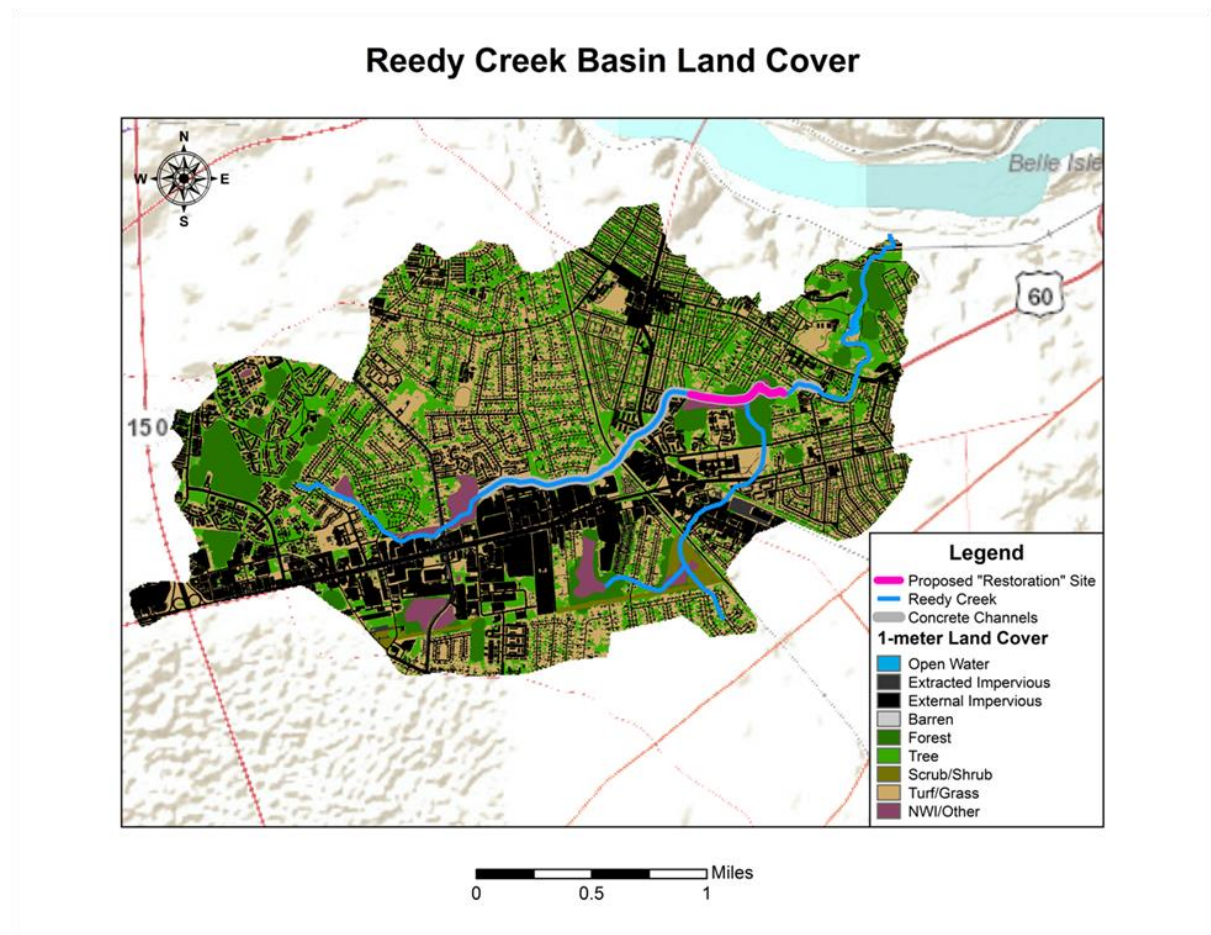 Reedy Creek Basin Land Cover
N
W E
S
Belle Isle
60
150
Legend
Proposed "Restoration" Site
Reedy Creek
Concrete Channels
1-meter Land Cover
Open Water
Extracted Impervious
External Impervious
Barren
Forest
Tree
Scrub/Shrub
Turf/Grass
NWI/Other
Miles
0 0.5 1